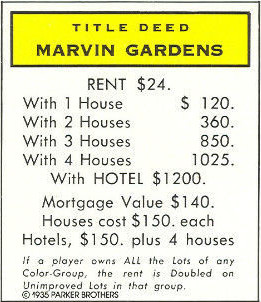 TITLE DEED
MARVIN GARDENS
RENT $24.
With 1 House $ 120.
With 2 Houses 360.
With 3 Houses 850.
With 4 Houses 1025.
With HOTEL $1200.
Mortgage Value $140.
Houses cost $150. each
Hotels, $150. plus 4 houses
If a player owns ALL the Lots of any
Color-Group, the rent is Doubled on
Unimproved Lots in that group.
© 1935 PARKER BROTHERS